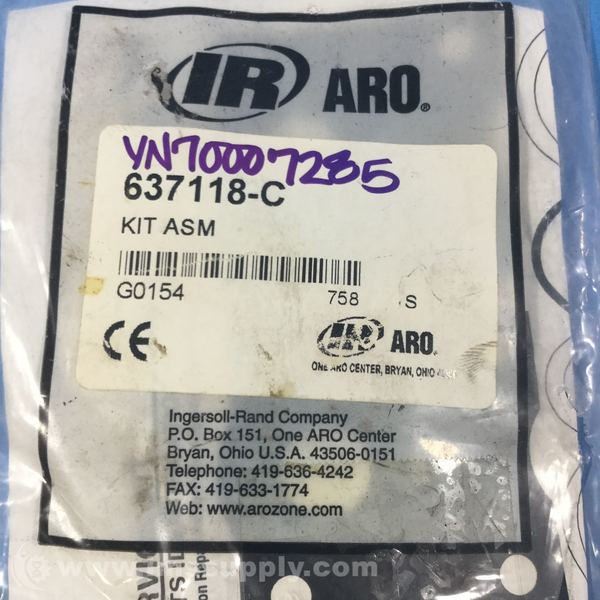 IR ARO®
YN70007285
637118-C
KIT ASM
G0154 758 S
CE IR ARO.
ONE ARO CENTER, BRYAN, OHIO
Ingersoll-Rand Company
P.O. Box 151, One ARO Center
Bryan, Ohio U.S.A. 43506-0151
Telephone: 419-636-4242
FAX: 419-633-1774
Web: www.arozone.com